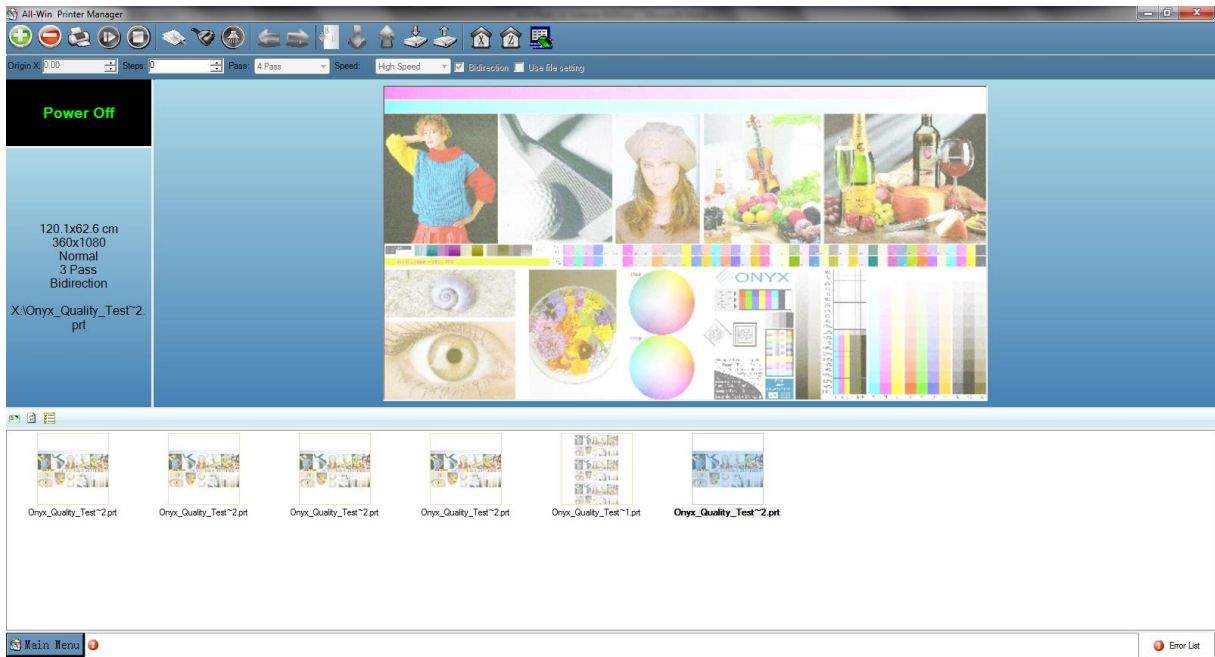 All-Win Printer Manager
X
Z
Origin X: 0.00 Steps: 0 Pass: 4 Pass Speed: High Speed Bidirection Use file setting
Power Off
120.1x62.6 cm
360x1080
Normal
3 Pass
Bidirection
X:\Onyx_Quality_Test~2.
prt
ONYX
Onyx_Quality_Test~2.prt Onyx_Quality_Test~2.prt Onyx_Quality_Test~2.prt Onyx_Quality_Test~2.prt Onyx_Quality_Test~1.prt Onyx_Quality_Test~2.prt
Main Menu Error List